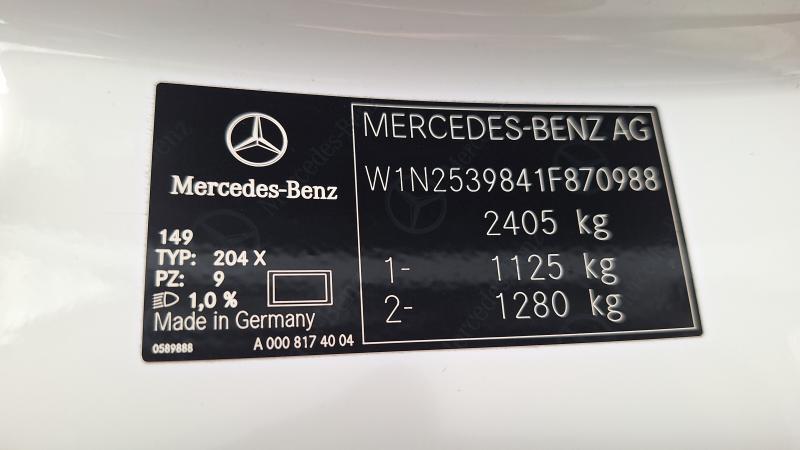 Mercedes-Benz
149
TYP: 204 X
PZ: 9
1,0 %
Made in Germany
0589888
A 000 817 40 04
MERCEDES-BENZ AG
W1N2539841F870988
2405 kg
1- 1125 kg
2- 1280 kg